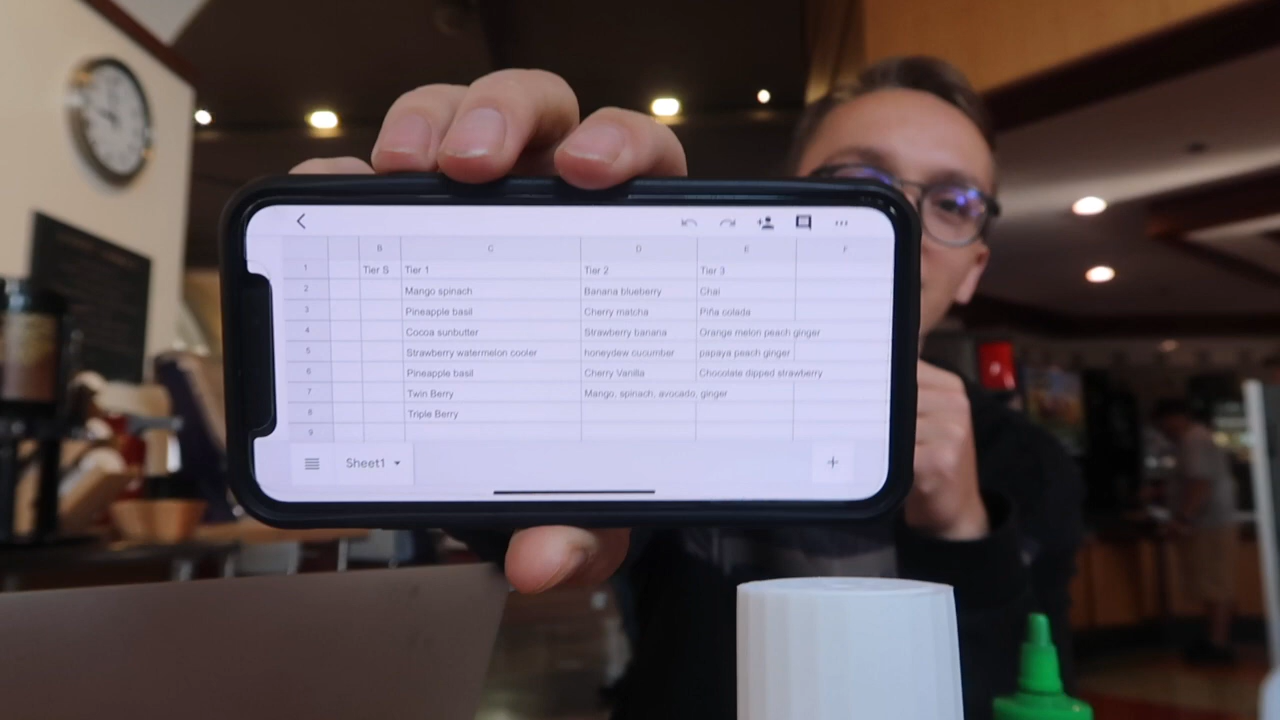 B C D E F
1 Tier S Tier 1 Tier 2 Tier 3
2 Mango spinach Banana blueberry Chai
3 Pineapple basil Cherry matcha Piña colada
4 Cocoa sunbutter Strawberry banana Orange melon peach ginger
5 Strawberry watermelon cooler honeydew cucumber papaya peach ginger
6 Pineapple basil Cherry Vanilla Chocolate dipped strawberry
7 Twin Berry Mango, spinach, avocado, ginger
8 Triple Berry
9
Sheet1